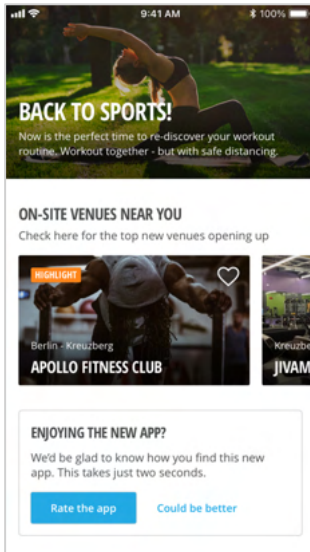 9:41 AM
100%
BACK TO SPORTS!
Now is the perfect time to re-discover your workout
routine. Workout together - but with safe distancing.
ON-SITE VENUES NEAR YOU
Check here for the top new venues opening up
HIGHLIGHT
Berlin - Kreuzberg
APOLLO FITNESS CLUB
ENJOYING THE NEW APP?
We'd be glad to know how you find this new
app. This takes just two seconds.
Rate the app
Could be better